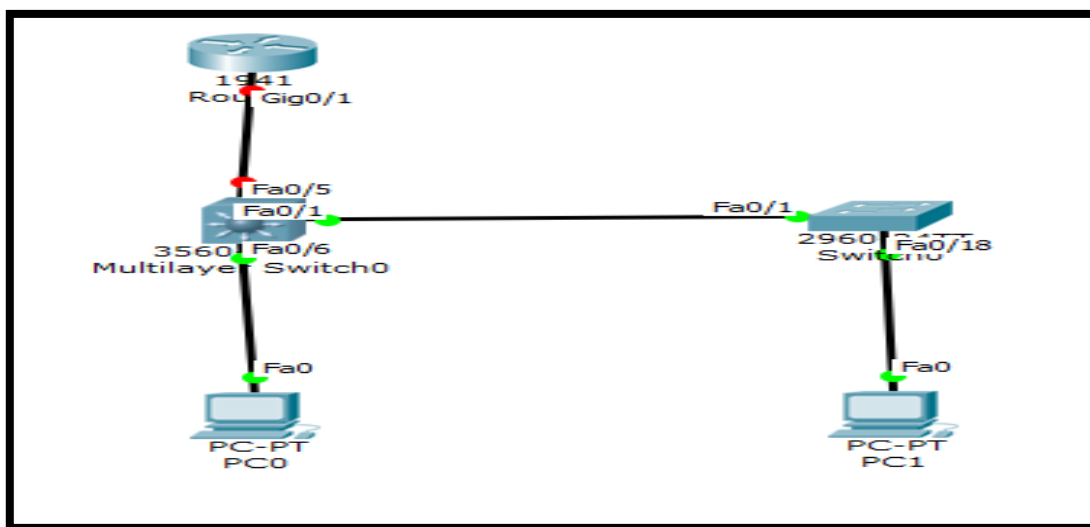 1941
Rou Gig0/1
Fa0/5
Fa0/1
Fa0/1
3560
Fa0/6
Multilayer Switch0
2960
Fa0/18
Fa0
Fa0
PC-PT
PC0
PC-PT
PC1